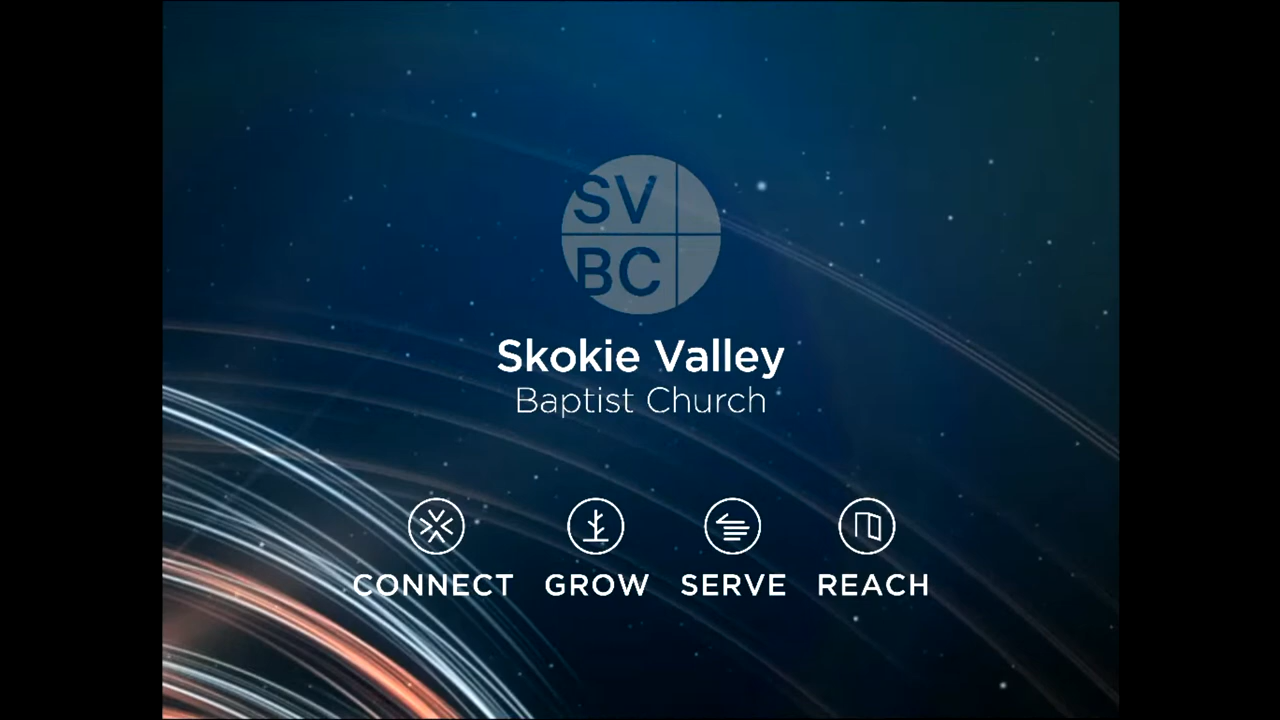 SV
BC
Skokie Valley
Baptist Church
CONNECT GROW SERVE REACH